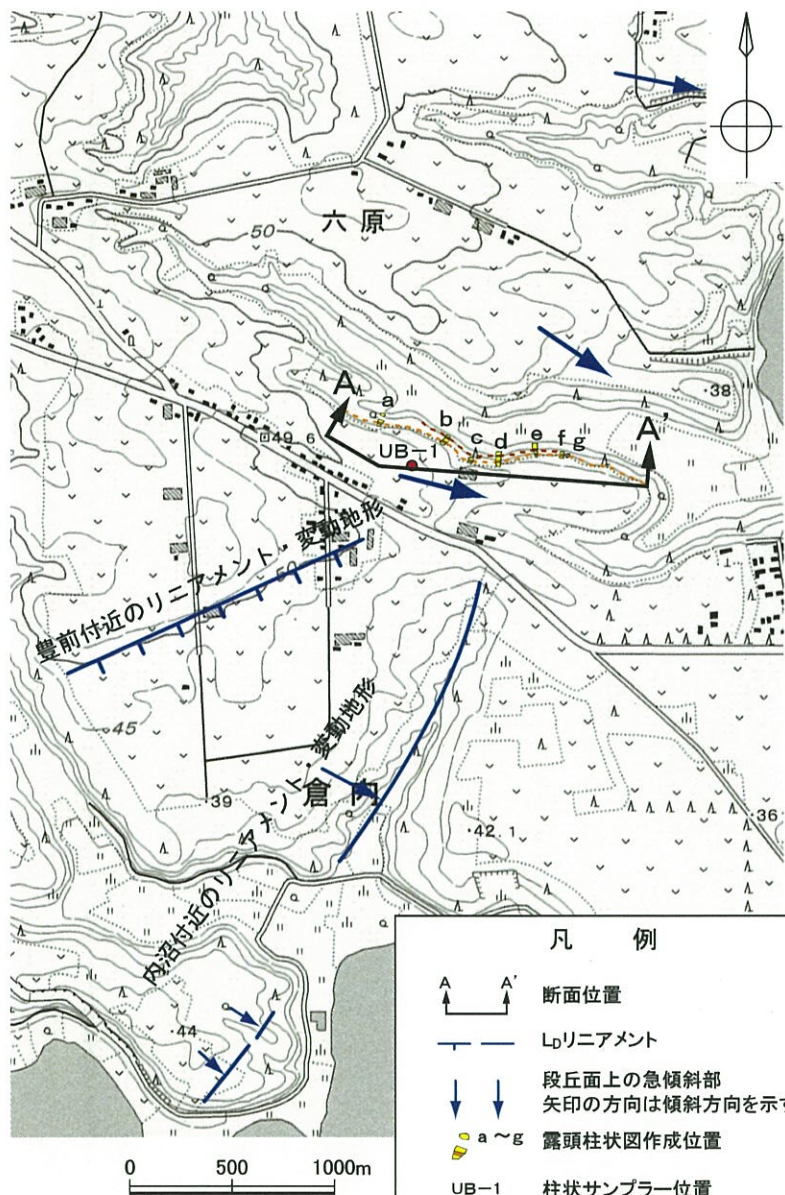 六原
50
38
A
a
b
c
d
e
f
g
A'
UB-1
49.6
豊前付近のリニアメント・変動地形
50
45
39
内沼付近のリニアメント・変動地形
倉内
42.1
36
44
凡 例
A A' 断面位置
LDリニアメント
段丘面上の急傾斜部
矢印の方向は傾斜方向を示す
a ～ g 露頭柱状図作成位置
UB-1 柱状サンプラー位置
0 500 1000m